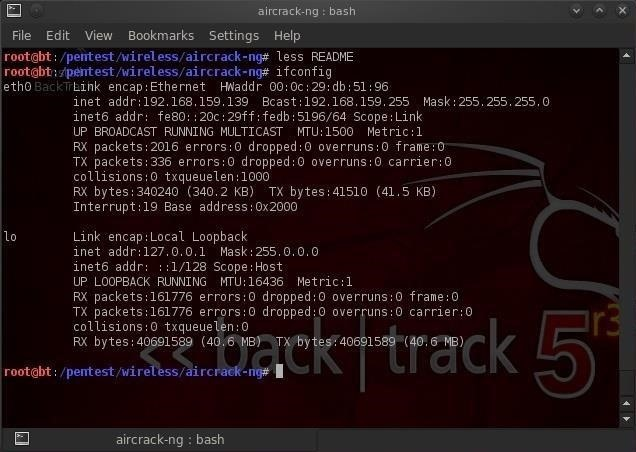 aircrack-ng : bash
File Edit View Bookmarks Settings Help
root@bt:/pentest/wireless/aircrack-ng# less README
root@bt:/pentest/wireless/aircrack-ng# ifconfig
eth0 Link encap:Ethernet HWaddr 00:0c:29:db:51:96
inet addr:192.168.159.139 Bcast:192.168.159.255 Mask:255.255.255.0
inet6 addr: fe80::20c:29ff:fedb:5196/64 Scope:Link
UP BROADCAST RUNNING MULTICAST MTU:1500 Metric:1
RX packets:2016 errors:0 dropped:0 overruns:0 frame:0
TX packets:336 errors:0 dropped:0 overruns:0 carrier:0
collisions:0 txqueuelen:1000
RX bytes:340240 (340.2 KB) TX bytes:41510 (41.5 KB)
Interrupt:19 Base address:0x2000
lo Link encap:Local Loopback
inet addr:127.0.0.1 Mask:255.0.0.0
inet6 addr: ::1/128 Scope:Host
UP LOOPBACK RUNNING MTU:16436 Metric:1
RX packets:161776 errors:0 dropped:0 overruns:0 frame:0
TX packets:161776 errors:0 dropped:0 overruns:0 carrier:0
collisions:0 txqueuelen:0
RX bytes:40691589 (40.6 MB) TX bytes:40691589 (40.6 MB)
<< back | track 5 r3
root@bt:/pentest/wireless/aircrack-ng#
aircrack-ng : bash